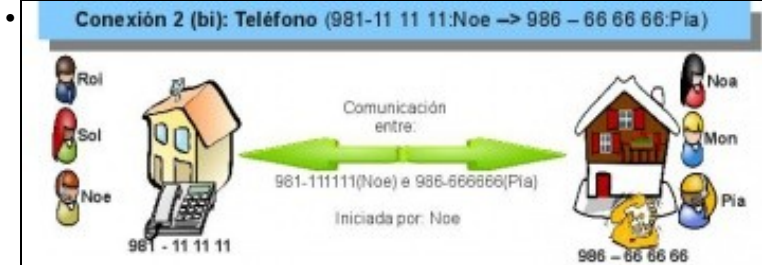 Conexión 2 (bi): Teléfono (981-11 11 11:Noe —> 986 – 66 66 66:Pía)
Roi
Sol
Noe
981 - 11 11 11
Comunicación
entre:
981-111111(Noe) e 986-666666(Pía)
Iniciada por: Noe
Noa
Mon
Pía
986 – 66 66 66